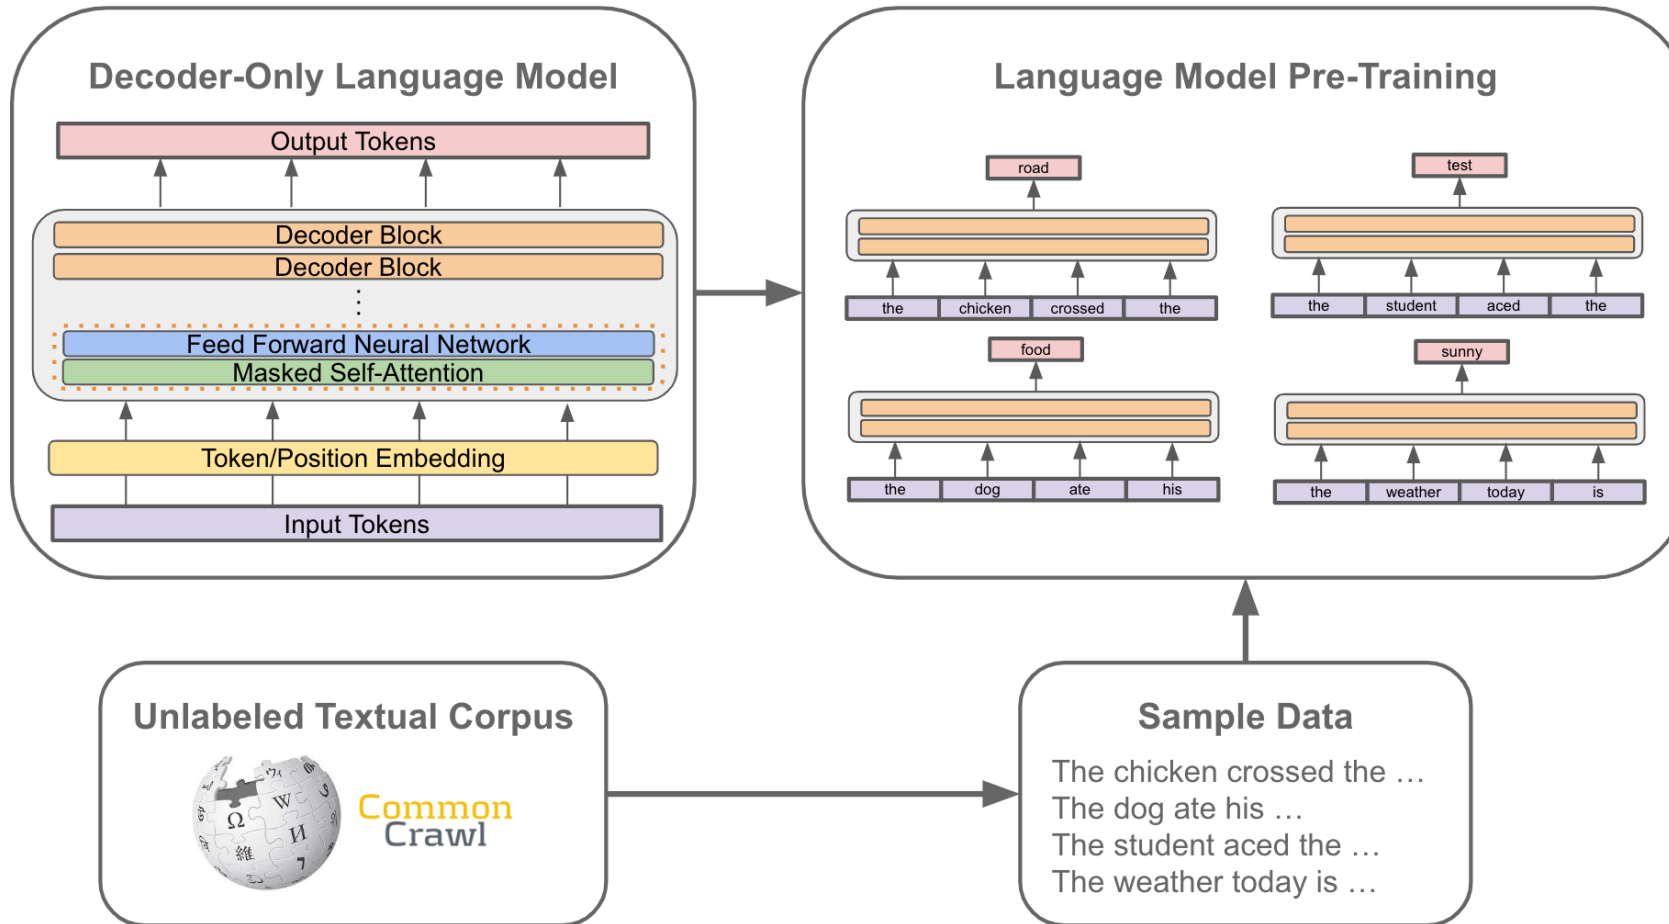 Decoder-Only Language Model
Output Tokens
Decoder Block
Decoder Block
⋮
Feed Forward Neural Network
Masked Self-Attention
Token/Position Embedding
Input Tokens
Language Model Pre-Training
road
the chicken crossed the
test
the student aced the
food
the dog ate his
sunny
the weather today is
Unlabeled Textual Corpus
Ω W И
維
Common
Crawl
Sample Data
The chicken crossed the …
The dog ate his …
The student aced the …
The weather today is …